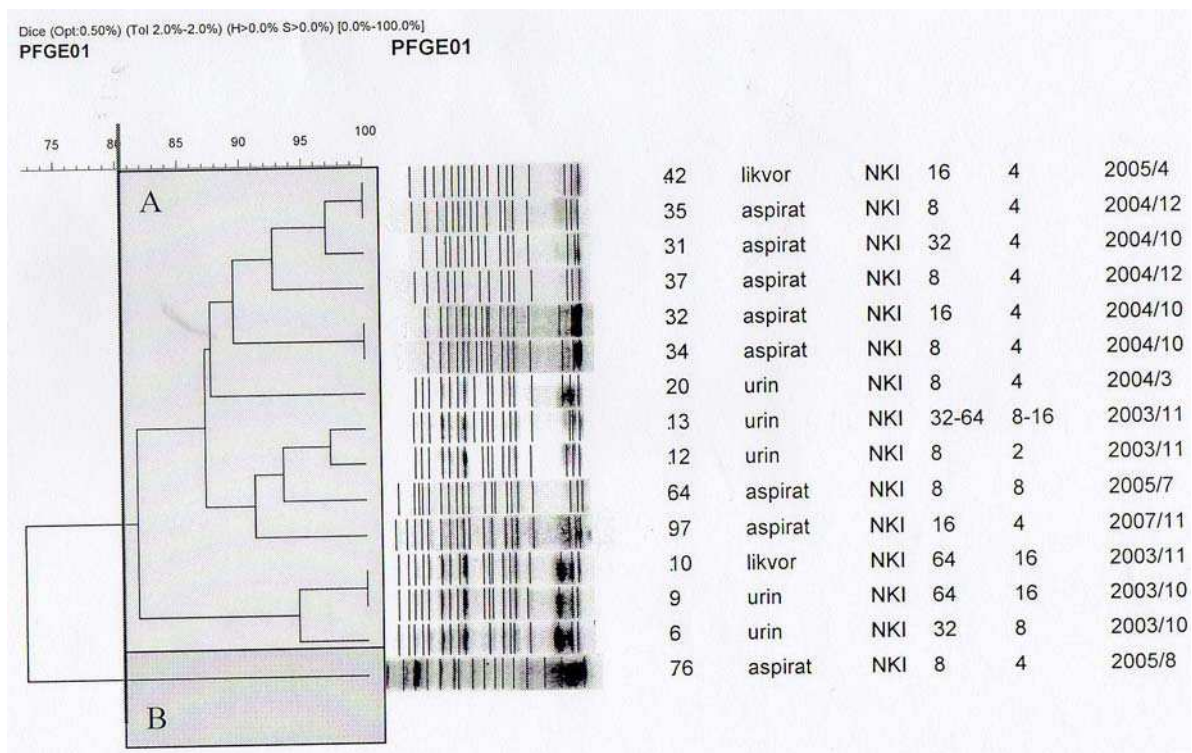 Dice (Opt:0.50%) (Tol 2.0%-2.0%) (H>0.0% S>0.0%) [0.0%-100.0%]
PFGE01 PFGE01
75 80 85 90 95 100
A
42 likvor NKI 16 4 2005/4
35 aspirat NKI 8 4 2004/12
31 aspirat NKI 32 4 2004/10
37 aspirat NKI 8 4 2004/12
32 aspirat NKI 16 4 2004/10
34 aspirat NKI 8 4 2004/10
20 urin NKI 8 4 2004/3
13 urin NKI 32-64 8-16 2003/11
12 urin NKI 8 2 2003/11
64 aspirat NKI 8 8 2005/7
97 aspirat NKI 16 4 2007/11
10 likvor NKI 64 16 2003/11
9 urin NKI 64 16 2003/10
6 urin NKI 32 8 2003/10
76 aspirat NKI 8 4 2005/8
B